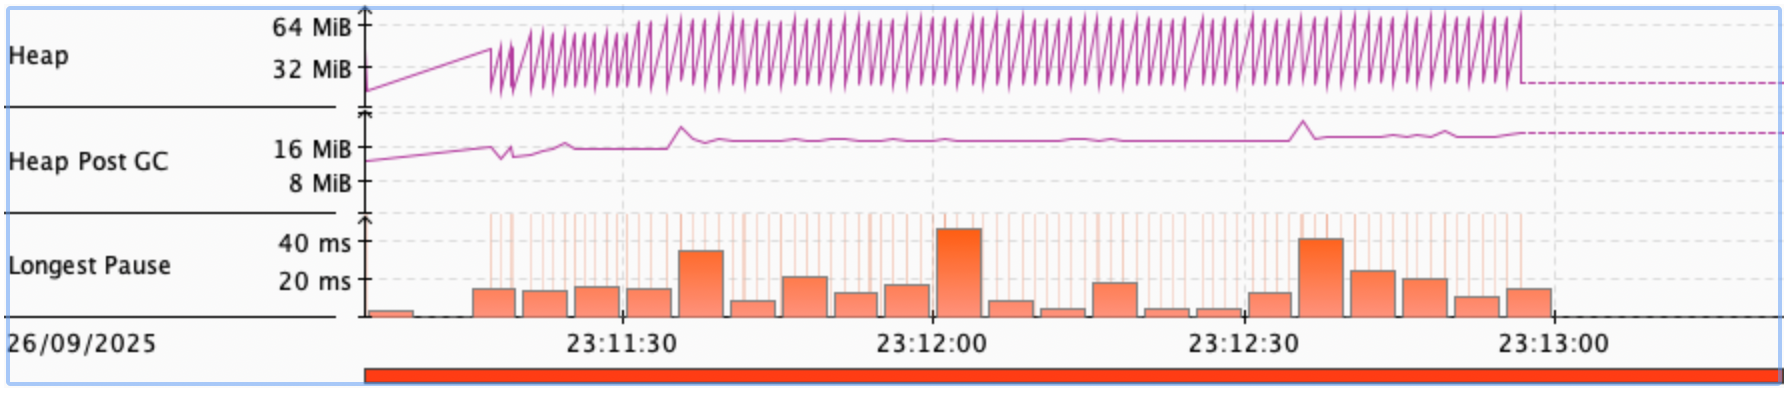 64 MiB
Heap
32 MiB
16 MiB
Heap Post GC
8 MiB
40 ms
Longest Pause
20 ms
26/09/2025 23:11:30 23:12:00 23:12:30 23:13:00